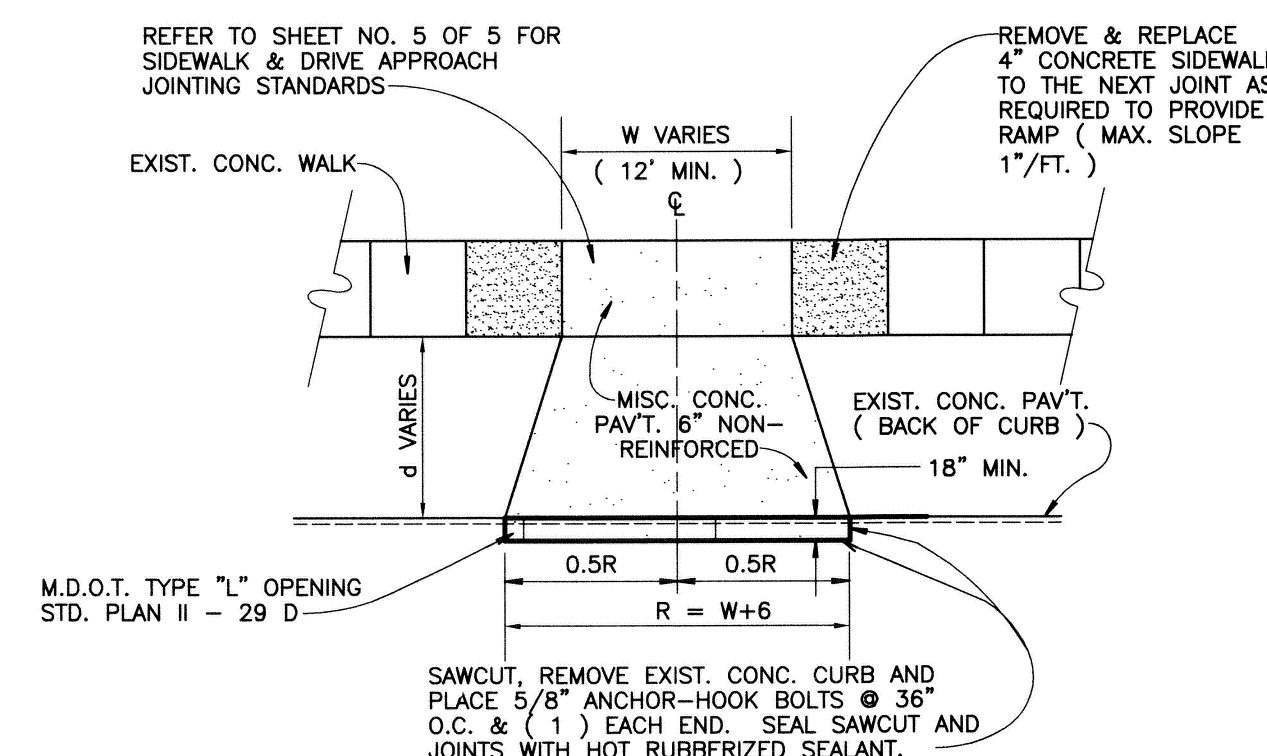 REFER TO SHEET NO. 5 OF 5 FOR
SIDEWALK & DRIVE APPROACH
JOINTING STANDARDS
REMOVE & REPLACE
4" CONCRETE SIDEWALK
TO THE NEXT JOINT AS
REQUIRED TO PROVIDE
RAMP ( MAX. SLOPE
1"/FT. )
W VARIES
( 12' MIN. )
℄
EXIST. CONC. WALK
d VARIES
MISC. CONC.
PAV'T. 6" NON-
REINFORCED
EXIST. CONC. PAV'T.
( BACK OF CURB )
18" MIN.
0.5R
0.5R
R = W+6
M.D.O.T. TYPE "L" OPENING
STD. PLAN II - 29 D
SAWCUT, REMOVE EXIST. CONC. CURB AND
PLACE 5/8" ANCHOR-HOOK BOLTS @ 36"
O.C. & ( 1 ) EACH END. SEAL SAWCUT AND
JOINTS WITH HOT RUBBERIZED SEALANT.